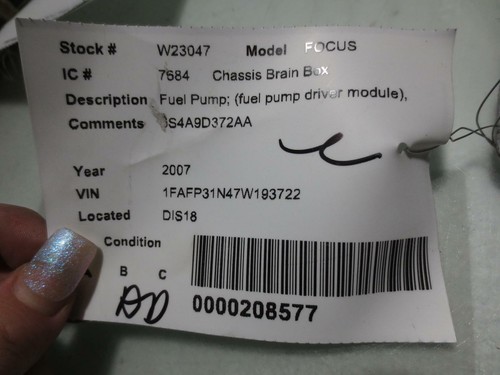 Stock # W23047 Model FOCUS
IC # 7684 Chassis Brain Box
Description Fuel Pump; (fuel pump driver module),
Comments S4A9D372AA
Year 2007
VIN 1FAFP31N47W193722
Located DIS18
Condition
B C
0000208577